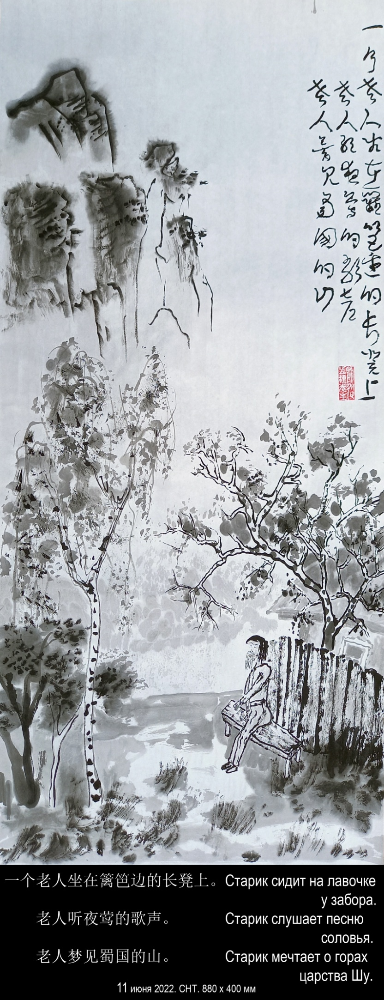 一个老人坐在篱笆边的长凳上
老人听夜莺的歌声
老人梦见蜀国的山
一个老人坐在篱笆边的长凳上。 Старик сидит на лавочке
у забора.
老人听夜莺的歌声。 Старик слушает песню
соловья.
老人梦见蜀国的山。 Старик мечтает о горах
царства Шу.
11 июня 2022. СНТ. 880 х 400 мм